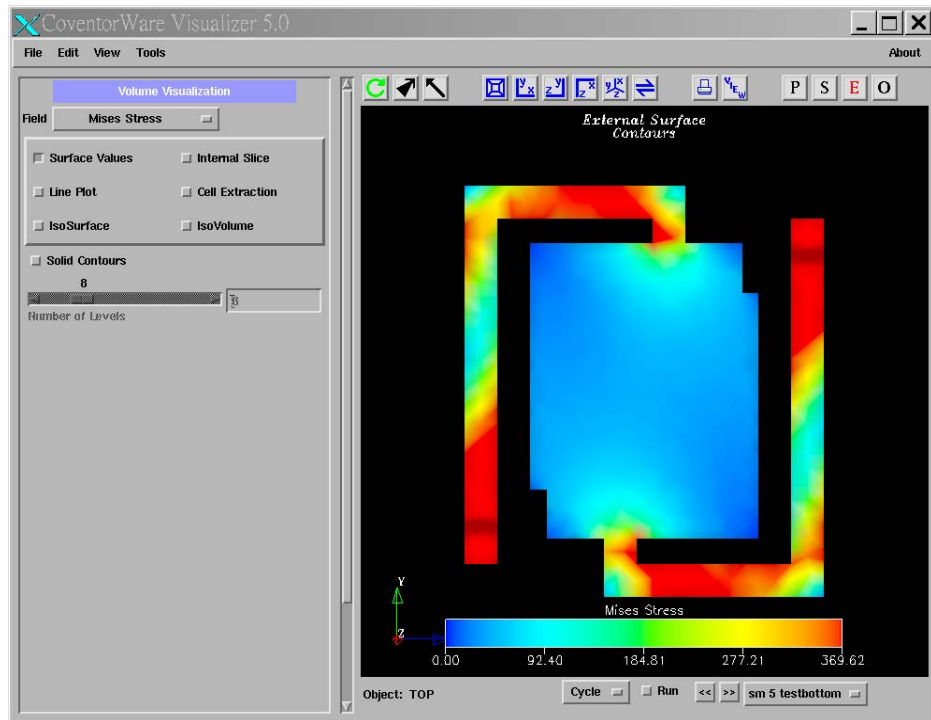 CoventorWare Visualizer 5.0
File Edit View Tools About
Volume Visualization
Field Mises Stress
Surface Values Internal Slice
Line Plot Cell Extraction
IsoSurface IsoVolume
Solid Contours
8
8
Number of Levels
y x z y z x y x z VIEW P S E O
External Surface
Contours
Y
Z
Mises Stress
0.00 92.40 184.81 277.21 369.62
Object: TOP Cycle Run << >> sm 5 testbottom